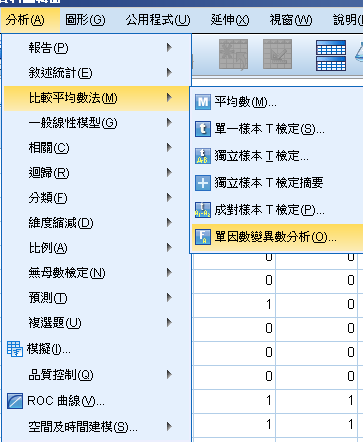 分析(A) 圖形(G) 公用程式(U) 延伸(X) 視窗(W)
報告(P)
敘述統計(E)
比較平均數法(M)
一般線性模型(G)
相關(C)
迴歸(R)
分類(F)
維度縮減(D)
比例(A)
無母數檢定(N)
預測(T)
複選題(U)
模擬(I)...
品質控制(Q)
ROC 曲線(V)...
空間及時間建模(S)...
平均數(M)...
單一樣本 T 檢定(S)...
獨立樣本 T 檢定...
獨立樣本 T 檢定摘要
成對樣本 T 檢定(P)...
單因數變異數分析(O)...
0 0
0 0
1 0
0 0
0 0
0 0
1 1
1 1